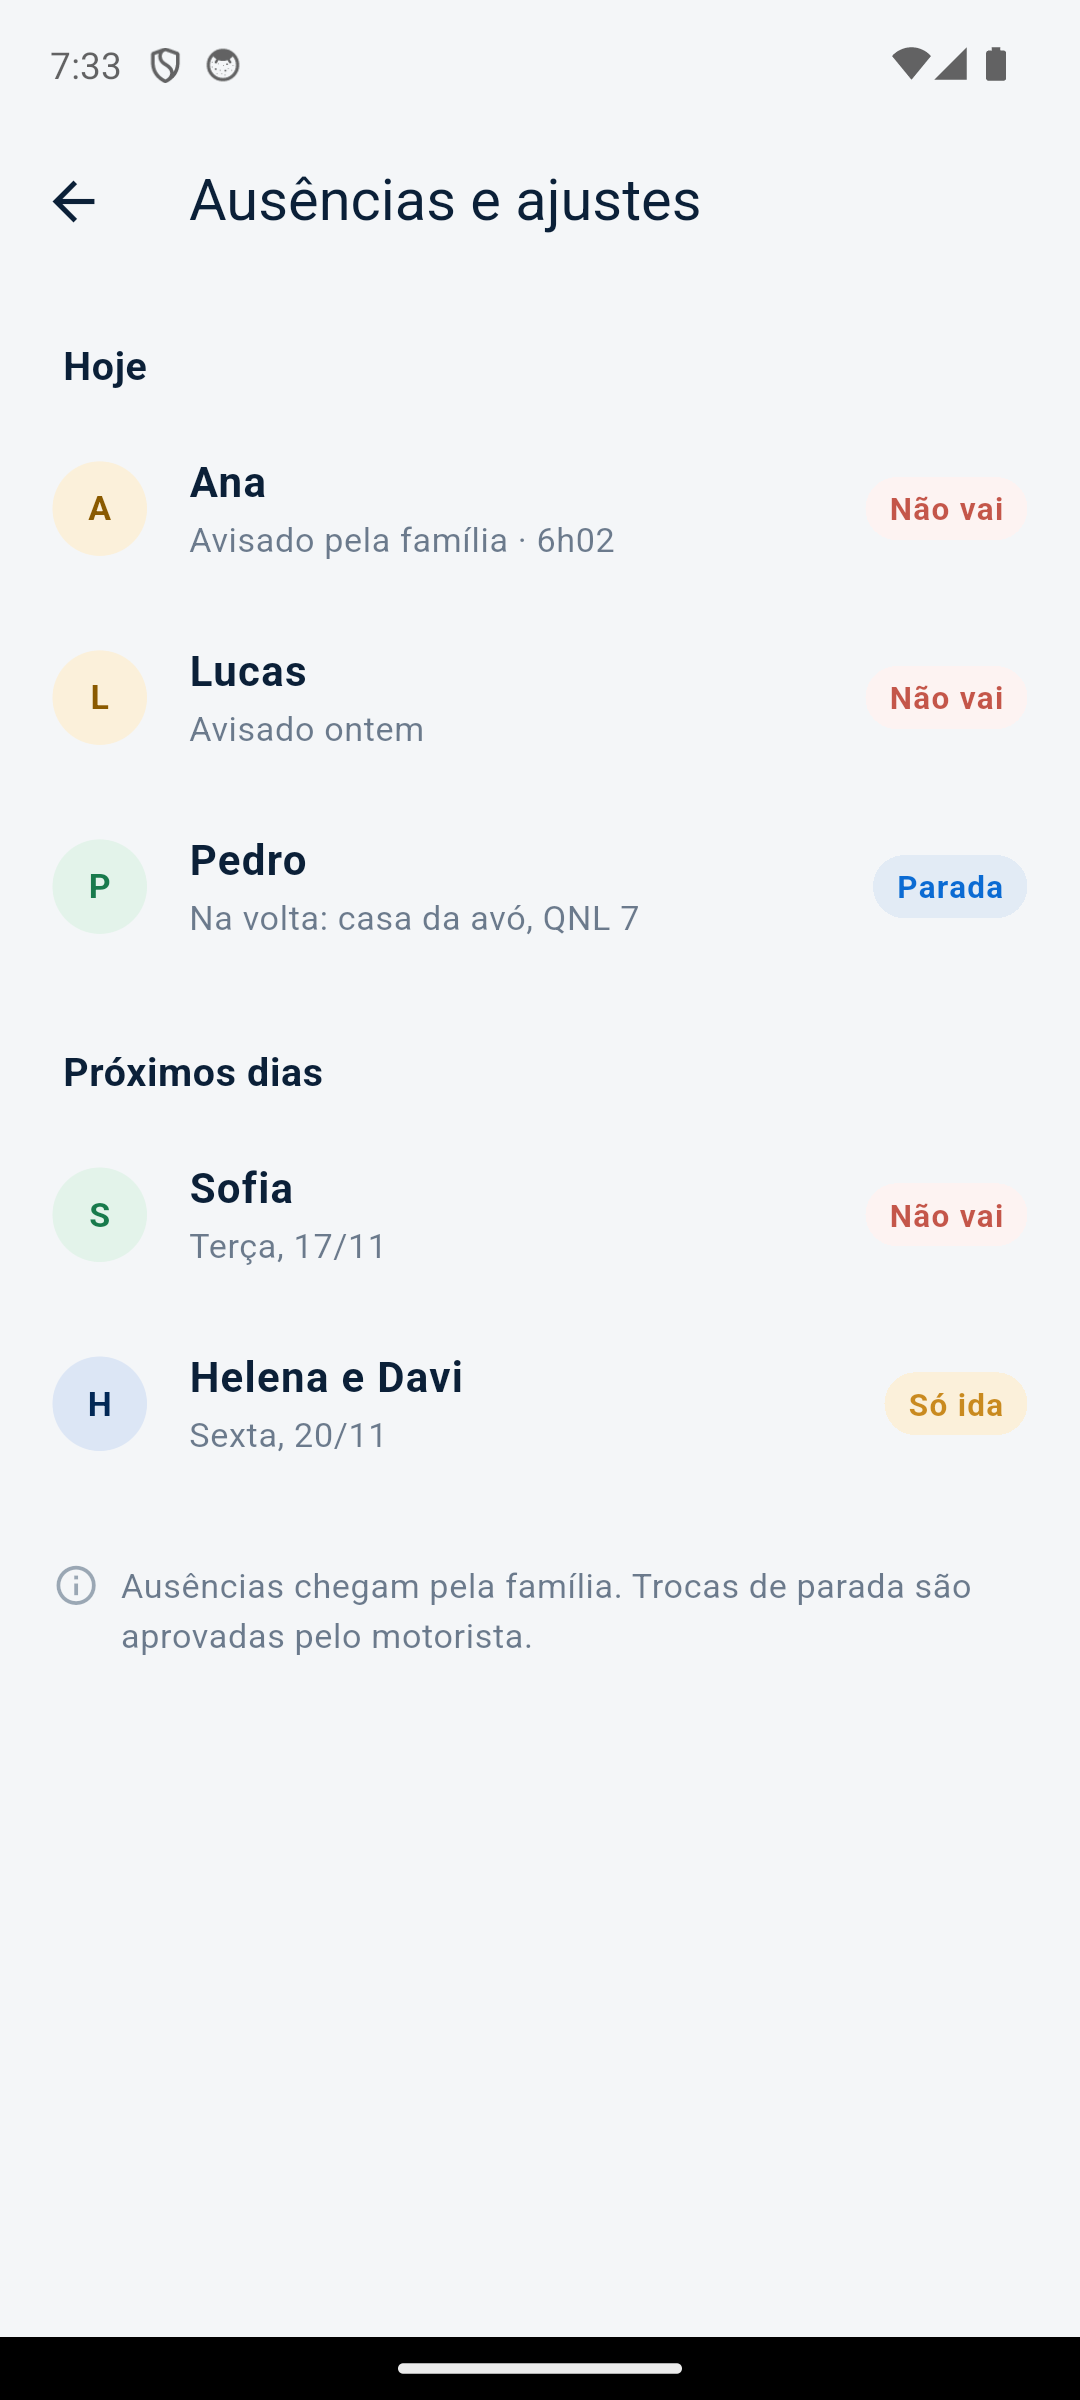 7:33
Ausências e ajustes
Hoje
A
Ana
Avisado pela família · 6h02
Não vai
L
Lucas
Avisado ontem
Não vai
P
Pedro
Na volta: casa da avó, QNL 7
Parada
Próximos dias
S
Sofia
Terça, 17/11
Não vai
H
Helena e Davi
Sexta, 20/11
Só ida
Ausências chegam pela família. Trocas de parada são
aprovadas pelo motorista.